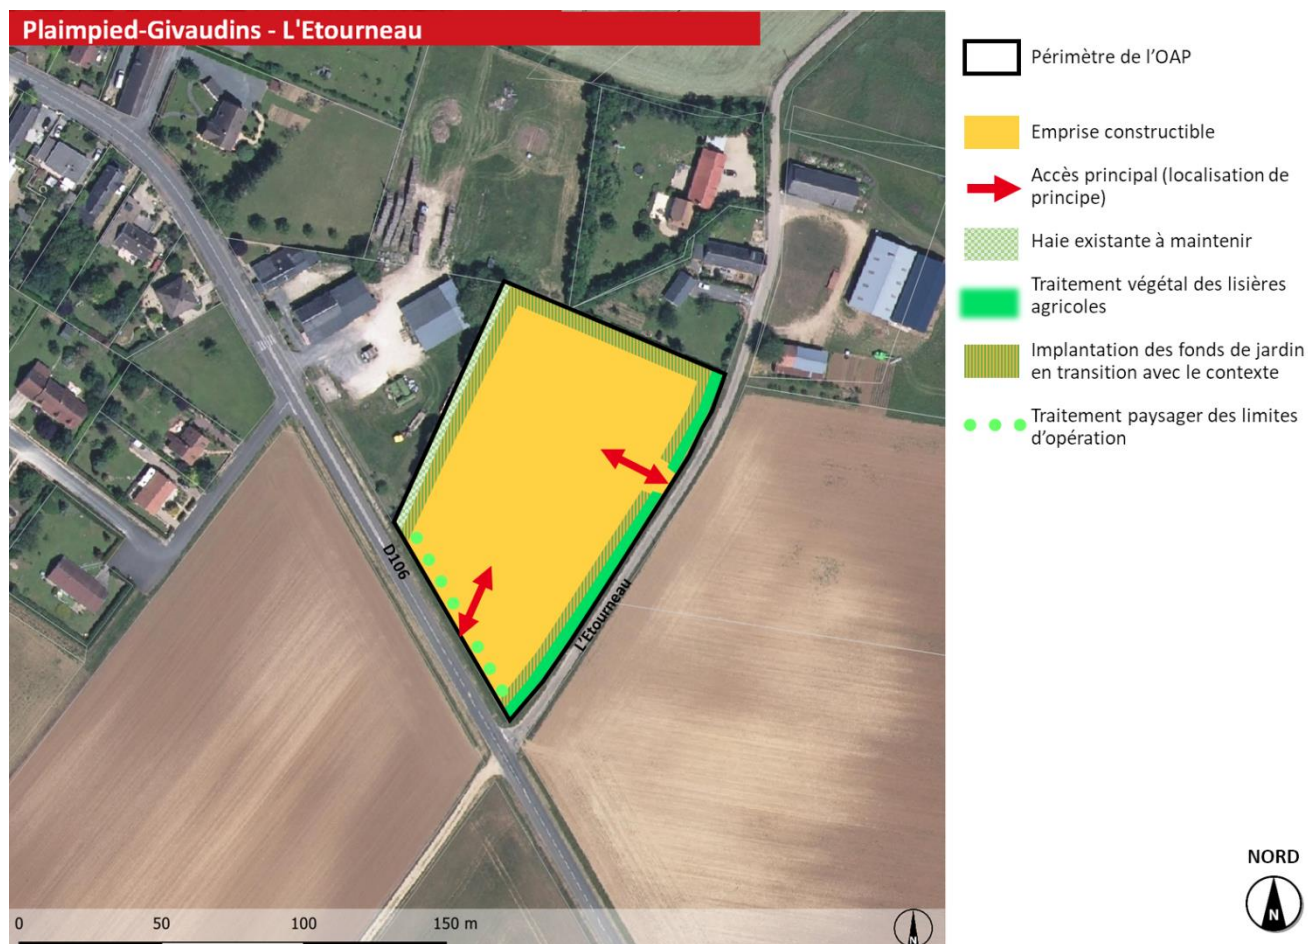 Plaimpied-Givaudins - L'Etourneau
Périmètre de l'OAP
Emprise constructible
Accès principal (localisation de
principe)
Haie existante à maintenir
Traitement végétal des lisières
agricoles
Implantation des fonds de jardin
en transition avec le contexte
Traitement paysager des limites
d'opération
D106
L'Etourneau
0 50 100 150 m
N
NORD
N